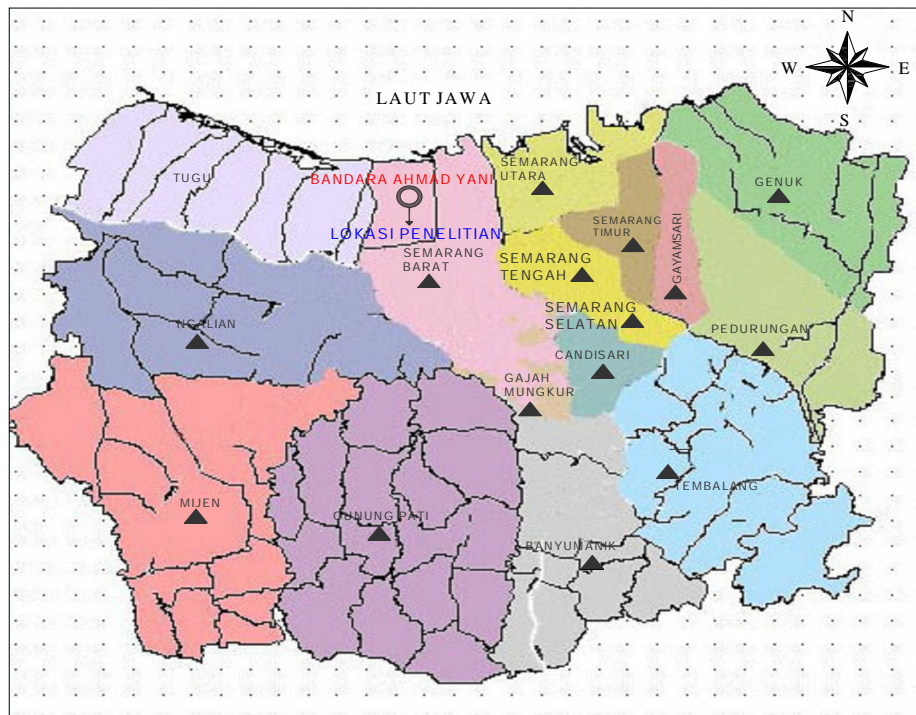 N
W
E
S
LAUT JAWA
TUGU
BANDARA AHMAD YANI
LOKASI PENELITIAN
SEMARANG
BARAT
SEMARANG
UTARA
SEMARANG
TIMUR
GAYAMSARI
GENUK
SEMARANG
TENGAH
SEMARANG
SELATAN
NGALIAN
PEDURUNGAN
CANDISARI
GAJAH
MUNGKUR
MIJEN
GUNUNG PATI
TEMBALANG
BANYUMANIK